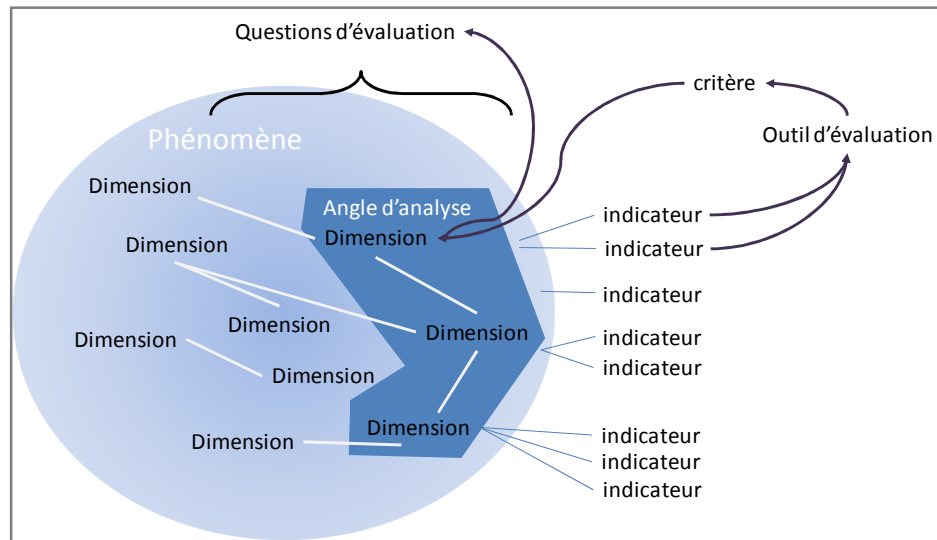 Questions d'évaluation
critère
Outil d'évaluation
Phénomène
Dimension
Angle d'analyse
indicateur
Dimension
Dimension
indicateur
indicateur
Dimension
Dimension
Dimension
indicateur
indicateur
Dimension
Dimension
Dimension
indicateur
indicateur
indicateur